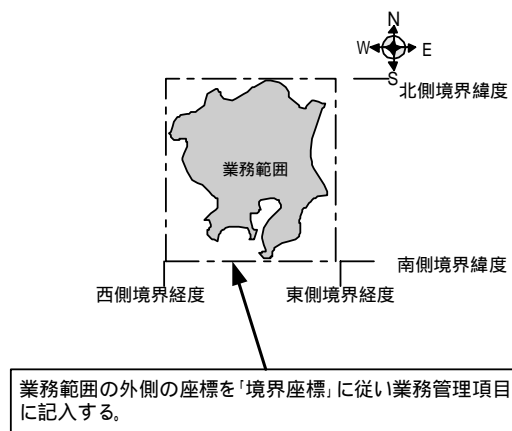 N
W
E
S
北側境界緯度
業務範囲
南側境界緯度
西側境界経度
東側境界経度
業務範囲の外側の座標を「境界座標」に従い業務管理項目
に記入する。